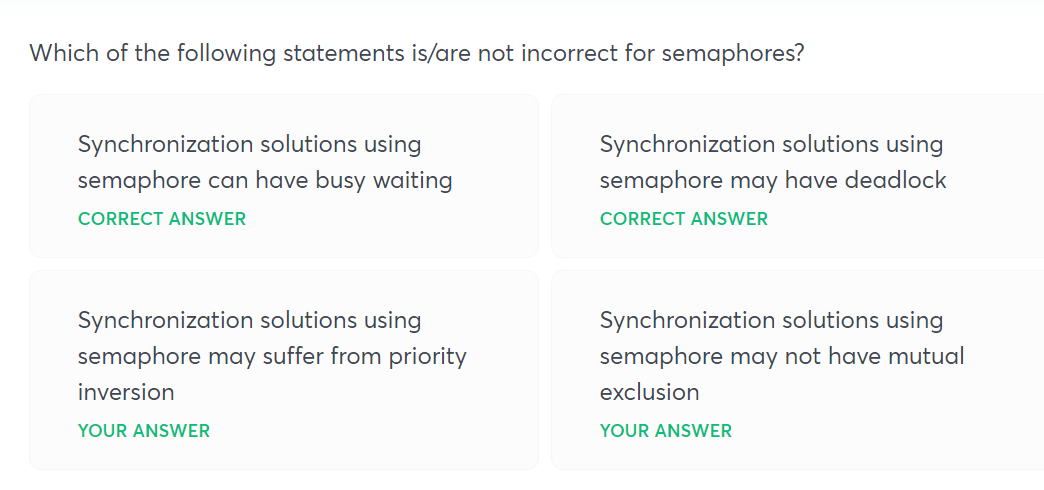 Which of the following statements is/are not incorrect for semaphores?
Synchronization solutions using
semaphore can have busy waiting
CORRECT ANSWER
Synchronization solutions using
semaphore may have deadlock
CORRECT ANSWER
Synchronization solutions using
semaphore may suffer from priority
inversion
YOUR ANSWER
Synchronization solutions using
semaphore may not have mutual
exclusion
YOUR ANSWER